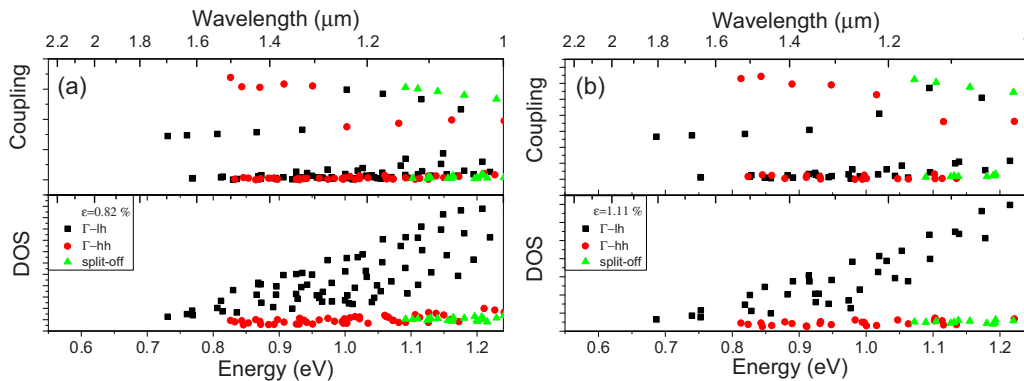 Wavelength (μm)
2.2 2 1.8 1.6 1.4 1.2 1
(a)
Coupling
DOS
ε=0.82 %
Γ–lh
Γ–hh
split-off
0.6 0.7 0.8 0.9 1.0 1.1 1.2
Energy (eV)
Wavelength (μm)
2.2 2 1.8 1.6 1.4 1.2 1
(b)
Coupling
DOS
ε=1.11 %
Γ–lh
Γ–hh
split-off
0.6 0.7 0.8 0.9 1.0 1.1 1.2
Energy (eV)